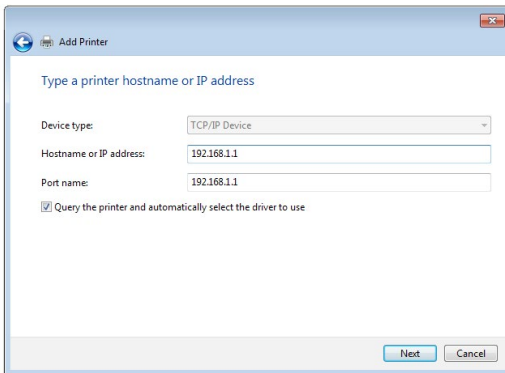 Add Printer
Type a printer hostname or IP address
Device type: TCP/IP Device
Hostname or IP address: 192.168.1.1
Port name: 192.168.1.1
Query the printer and automatically select the driver to use
Next Cancel